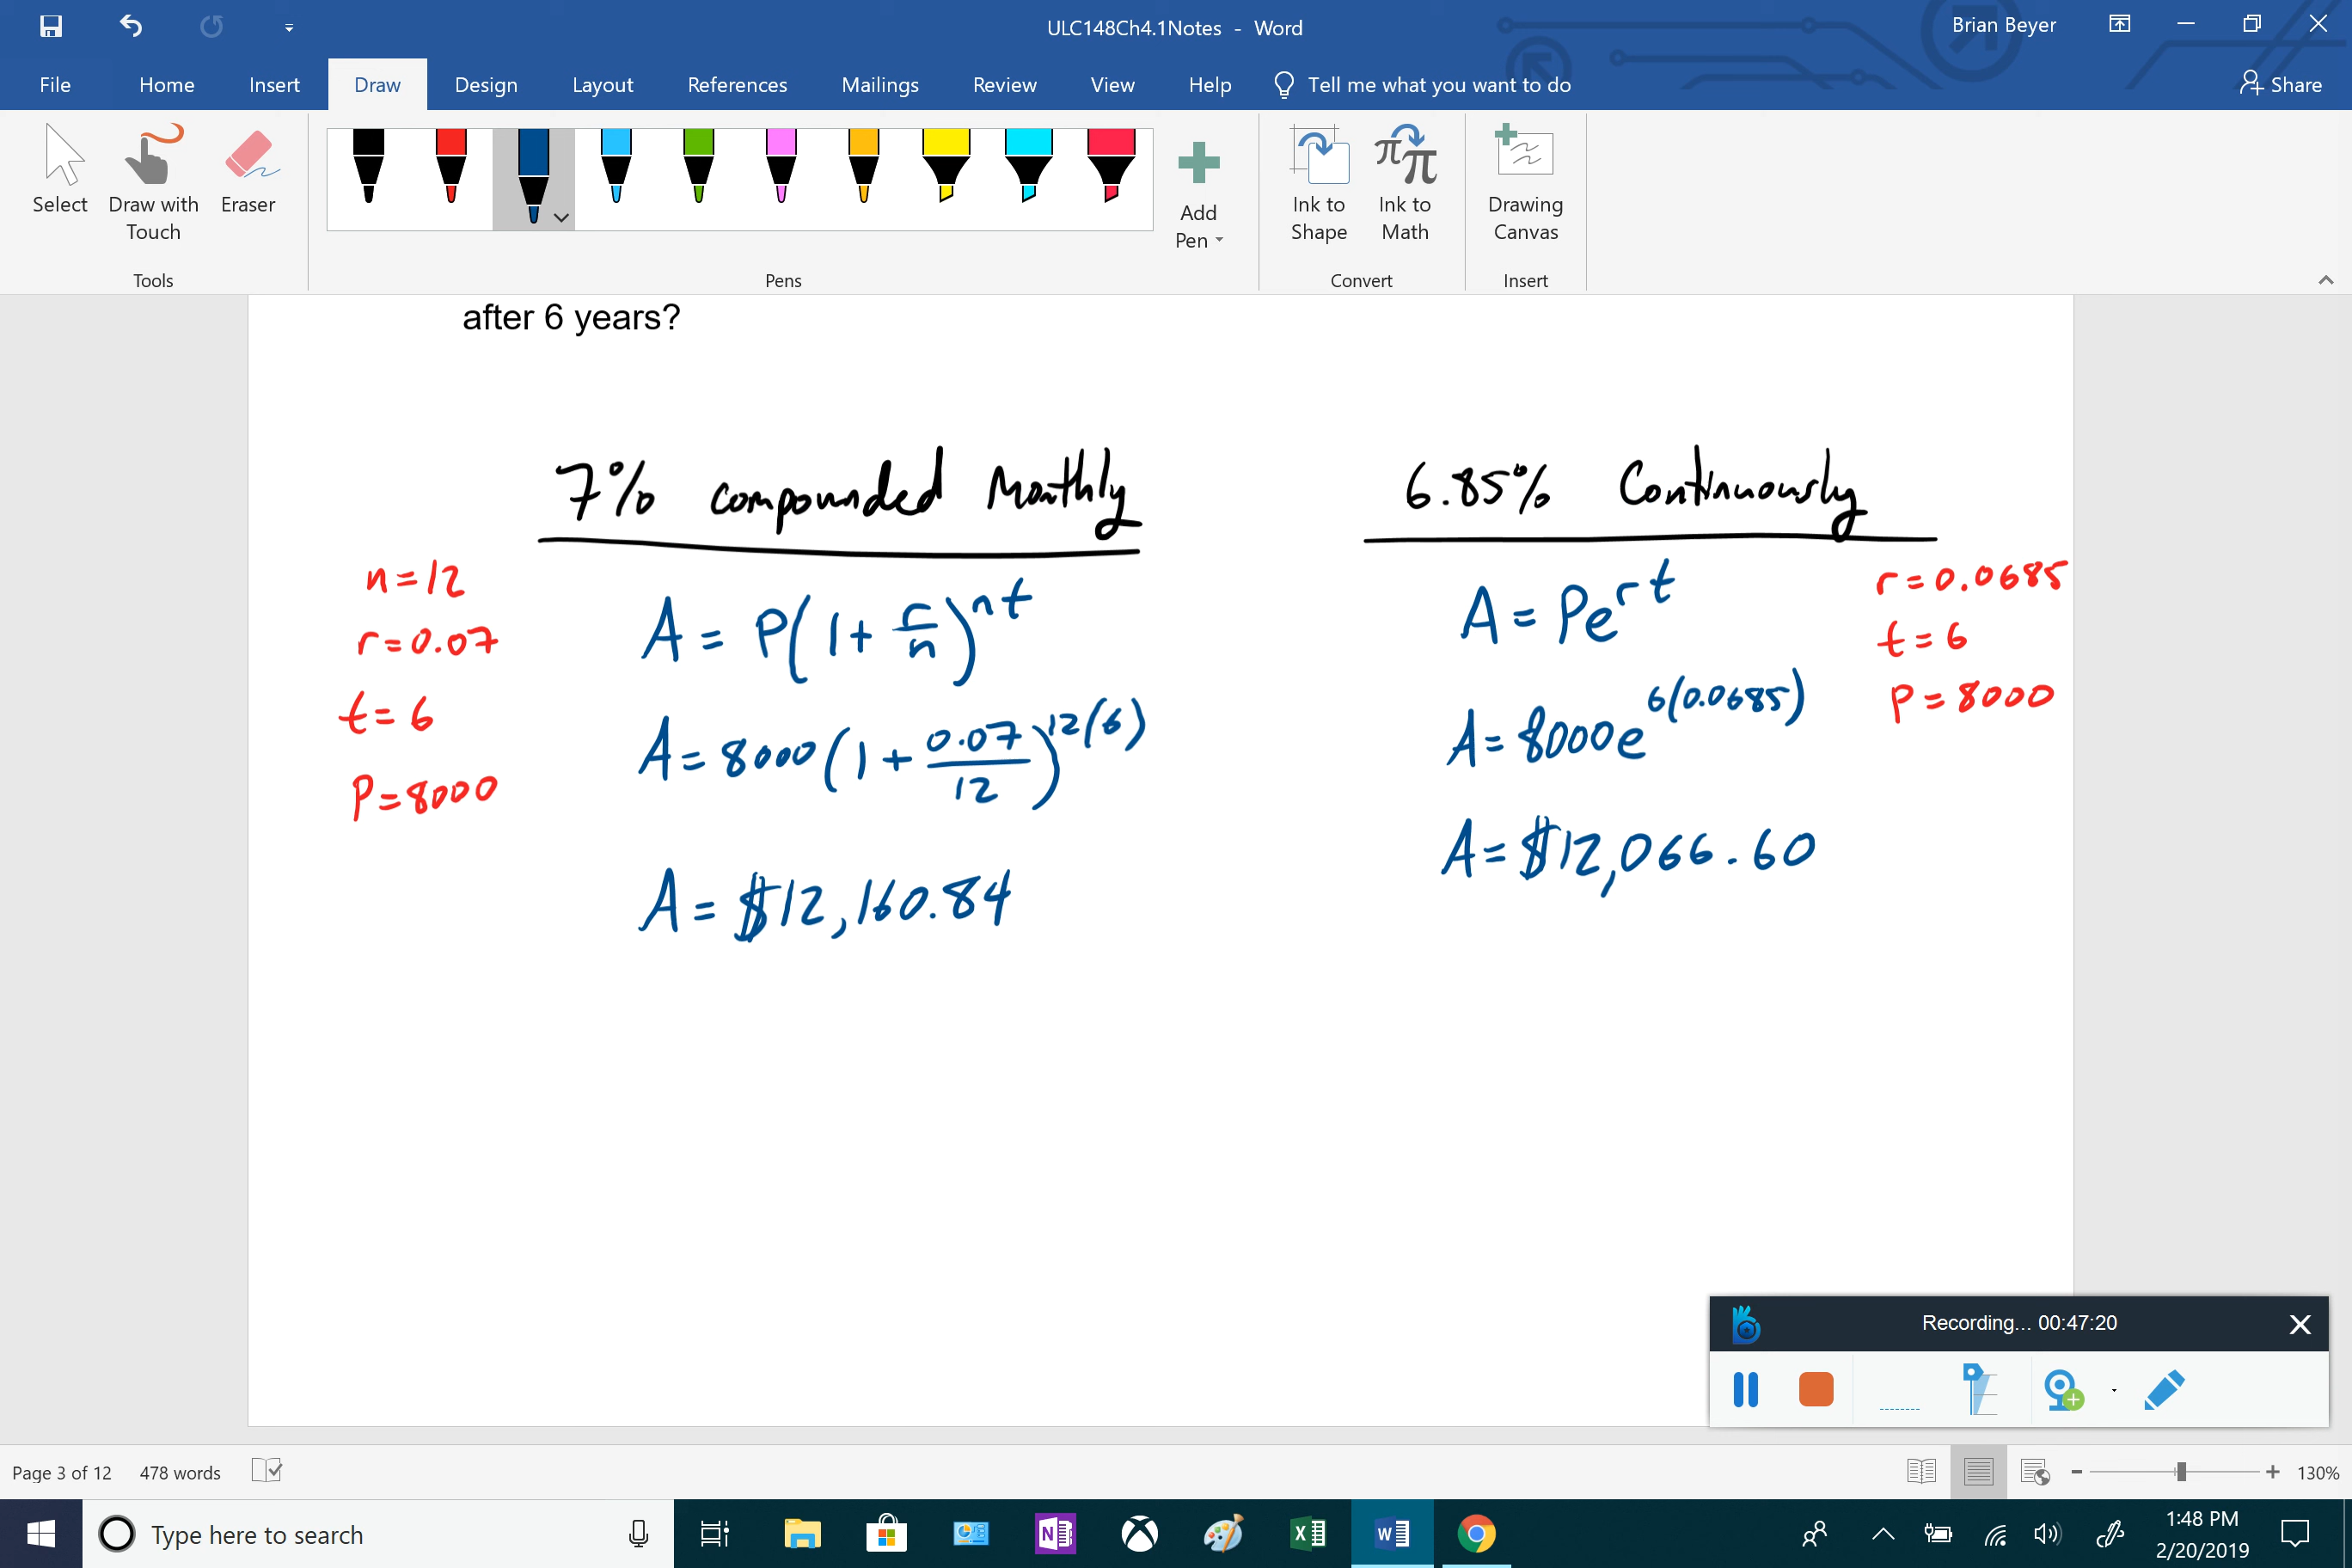 ULC148Ch4.1Notes - Word
Brian Beyer
File Home Insert Draw Design Layout References Mailings Review View Help Tell me what you want to do Share
Select Draw with Touch Eraser
Add Pen
Ink to Shape Ink to Math
Drawing Canvas
Tools Pens Convert Insert
after 6 years?
7% compounded Monthly
n=12
r=0.07
t=6
P=8000
A = P(1 + r/n)^nt
A = 8000(1 + 0.07/12)^12(6)
A = $12,160.84
6.85% Continuously
r=0.0685
t=6
P=8000
A = Pe^rt
A = 8000e^6(0.0685)
A = $12,066.60
Recording... 00:47:20
Page 3 of 12 478 words
130%
Type here to search
1:48 PM
2/20/2019